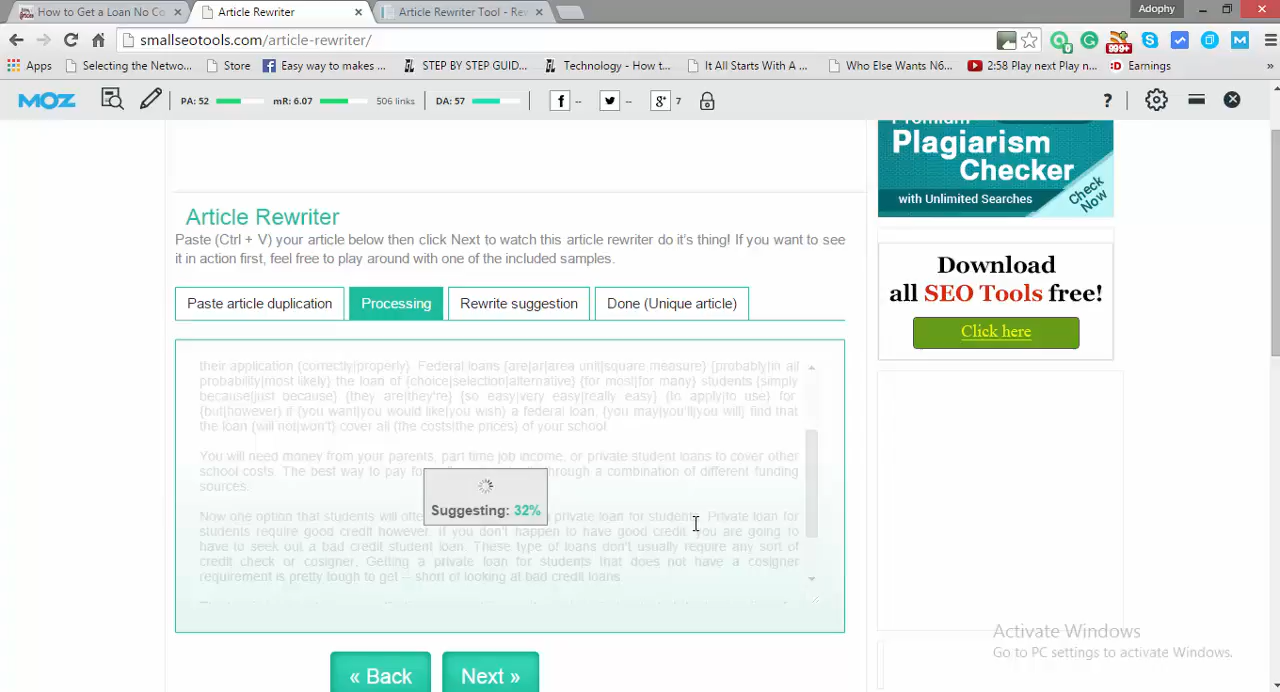 How to Get a Loan No Co
Article Rewriter
Article Rewriter Tool - Rew
Adophy
smallseotools.com/article-rewriter/
0
999+
Apps
Selecting the Netwo...
Store
Easy way to makes ...
STEP BY STEP GUID...
Technology - How t...
It All Starts With A ...
Who Else Wants N6...
2:58 Play next Play n...
Earnings
»
MOZ
PA: 52
mR: 6.07
506 links
DA: 57
--
--
7
?
Premium
Plagiarism
Checker
with Unlimited Searches
Check
Now
Article Rewriter
Paste (Ctrl + V) your article below then click Next to watch this article rewriter do it's thing! If you want to see
it in action first, feel free to play around with one of the included samples.
Download
all SEO Tools free!
Click here
Paste article duplication
Processing
Rewrite suggestion
Done (Unique article)
their application {correctly|properly}. Federal loans {are|ar|area unit|square measure} {probably|in all
probability|most likely} the loan of {choice|selection|alternative} {for most|for many} students {simply
because|just because} {they are|they're} {so easy|very easy|really easy} {to apply|to use} for
{but|however} if {you want|you would like|you wish} a federal loan, {you may|you'll|you will} find that
the loan {will not|won't} cover all {the costs|the prices} of your school.
You will need money from your parents, part time job income, or private student loans to cover other
school costs. The best way to pay for through a combination of different funding
sources.
Now one option that students will ofte private loan for students. Private loan for
students require good credit however. If you don't happen to have good credit, you are going to
have to seek out a bad credit student loan. These type of loans don't usually require any sort of
credit check or cosigner. Getting a private loan for students that does not have a cosigner
requirement is pretty tough to get -- short of looking at bad credit loans.
Suggesting: 32%
« Back
Next »
Activate Windows
Go to PC settings to activate Windows.